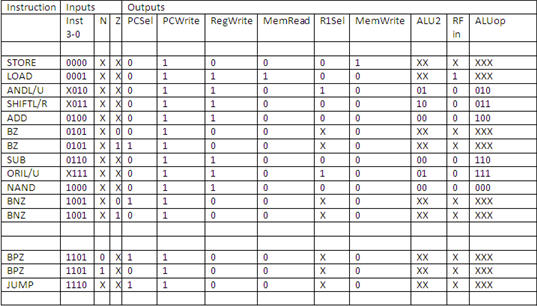 Instruction Inputs Outputs
Inst 3-0 N Z PCSel PCWrite RegWrite MemRead R1Sel MemWrite ALU2 RF in ALUop
STORE 0000 X X 0 1 0 0 0 1 XX X XXX
LOAD 0001 X X 0 1 1 1 0 0 XX 1 XXX
ANDL/U X010 X X 0 1 1 0 1 0 01 0 010
SHIFTL/R X011 X X 0 1 1 0 0 0 10 0 011
ADD 0100 X X 0 1 1 0 0 0 00 0 100
BZ 0101 X 0 0 1 0 0 X 0 XX X XXX
BZ 0101 X 1 1 1 0 0 X 0 XX X XXX
SUB 0110 X X 0 1 1 0 0 0 00 0 110
ORIL/U X111 X X 0 1 1 0 1 0 01 0 111
NAND 1000 X X 0 1 1 0 0 0 00 0 000
BNZ 1001 X 0 1 1 0 0 X 0 XX X XXX
BNZ 1001 X 1 0 1 0 0 X 0 XX X XXX
BPZ 1101 0 X 1 1 0 0 X 0 XX X XXX
BPZ 1101 1 X 0 1 0 0 X 0 XX X XXX
JUMP 1110 X X 1 1 0 0 X 0 XX X XXX